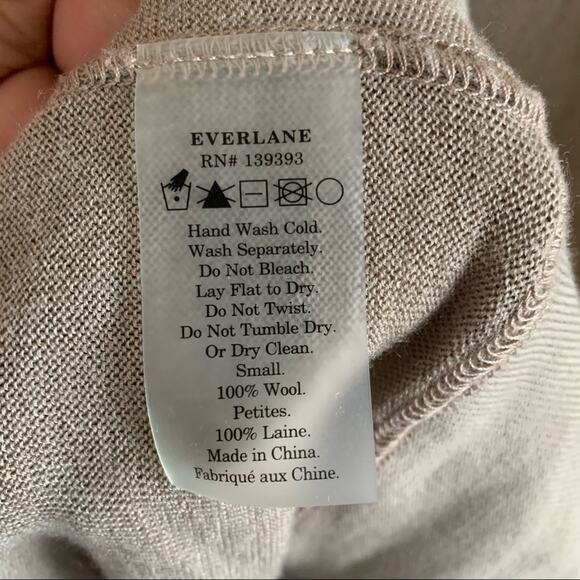 EVERLANE
RN# 139393
Hand Wash Cold.
Wash Separately.
Do Not Bleach.
Lay Flat to Dry.
Do Not Twist.
Do Not Tumble Dry.
Or Dry Clean.
Small.
100% Wool.
Petites.
100% Laine.
Made in China.
Fabriqué aux Chine.